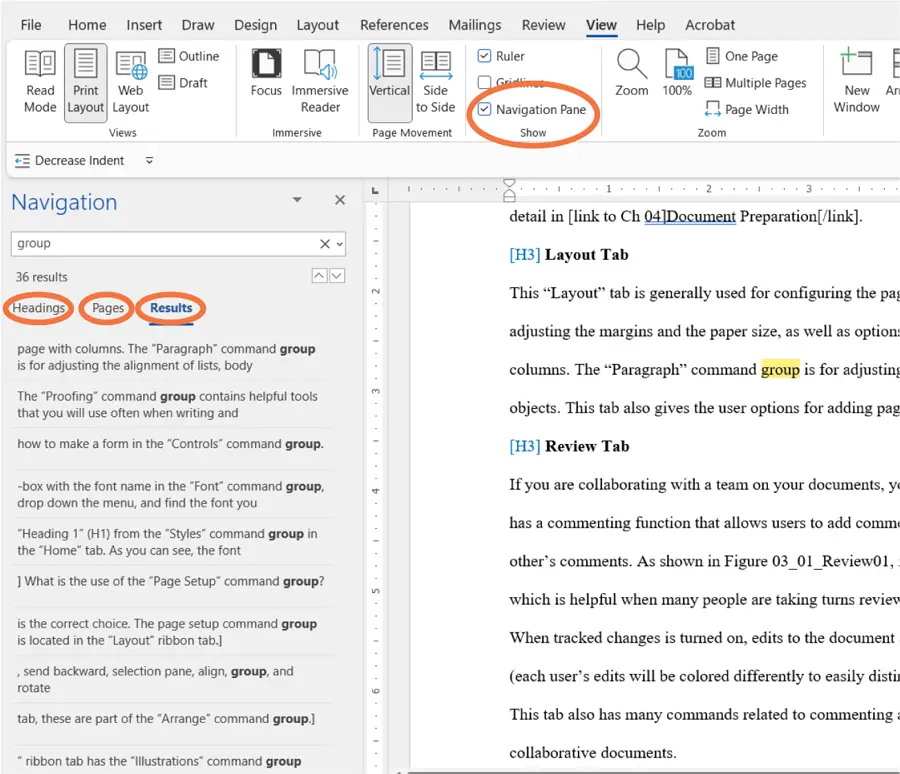 File Home Insert Draw Design Layout References Mailings Review View Help Acrobat
Read Mode
Print Layout
Web Layout
Outline
Draft
Views
Focus
Immersive Reader
Immersive
Vertical
Side to Side
Page Movement
Ruler
Gridlines
Navigation Pane
Show
Zoom
100
100%
One Page
Multiple Pages
Page Width
Zoom
New Window
Decrease Indent
Navigation
group
36 results
Headings Pages Results
page with columns. The “Paragraph” command group
is for adjusting the alignment of lists, body
The “Proofing” command group contains helpful tools
that you will use often when writing and
how to make a form in the “Controls” command group.
-box with the font name in the “Font” command group,
drop down the menu, and find the font you
“Heading 1” (H1) from the “Styles” command group in
the “Home” tab. As you can see, the font
] What is the use of the “Page Setup” command group?
is the correct choice. The page setup command group
is located in the “Layout” ribbon tab.]
, send backward, selection pane, align, group, and
rotate
tab, these are part of the “Arrange” command group.]
” ribbon tab has the “Illustrations” command group
1 2 3
2
3
4
5
6
detail in [link to Ch 04]Document Preparation[/link].
[H3] Layout Tab
This “Layout” tab is generally used for configuring the
adjusting the margins and the paper size, as well as
columns. The “Paragraph” command group is for adjusting
objects. This tab also gives the user options for adding
[H3] Review Tab
If you are collaborating with a team on your documents,
has a commenting function that allows users to add
other’s comments. As shown in Figure 03_01_Review01,
which is helpful when many people are taking turns
When tracked changes is turned on, edits to the document
(each user’s edits will be colored differently to easily
This tab also has many commands related to commenting
collaborative documents.